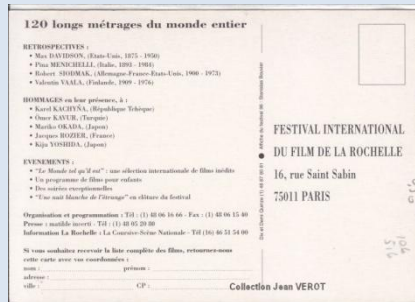 120 longs métrages du monde entier
RETROSPECTIVES :
• Max DAVIDSON, (Etats-Unis, 1875 - 1950)
• Pina MENICHELLI, (Italie, 1893 - 1984)
• Robert SIODMAK, (Allemagne-France-Etats-Unis, 1900 - 1973)
• Valentin VAALA, (Finlande, 1909 - 1976)
HOMMAGES en leur présence, à :
• Karel KACHYÑA, (République Tchèque)
• Ömer KAVUR, (Turquie)
• Mariko OKADA, (Japon)
• Jacques ROZIER, (France)
• Kiju YOSHIDA, (Japon)
EVENEMENTS :
• "Le Monde tel qu'il est" : une sélection internationale de films inédits
• Un programme de films pour enfants
• Des soirées exceptionnelles
• "Une nuit blanche de l'étrange" en clôture du festival
Organisation et programmation : Tél : (1) 48 06 16 66 - Fax : (1) 48 06 15 40
Presse : matilde incerti - Tél : (1) 48 05 20 80
Information La Rochelle : La Coursive-Scène Nationale - Tél (16) 46 51 54 00
Si vous souhaitez recevoir la liste complète des films, retournez-nous
cette carte avec vos coordonnées :
nom : prénom :
adresse :
ville : CP :
FESTIVAL INTERNATIONAL
DU FILM DE LA ROCHELLE
16, rue Saint Sabin
75011 PARIS
Collection Jean VEROT